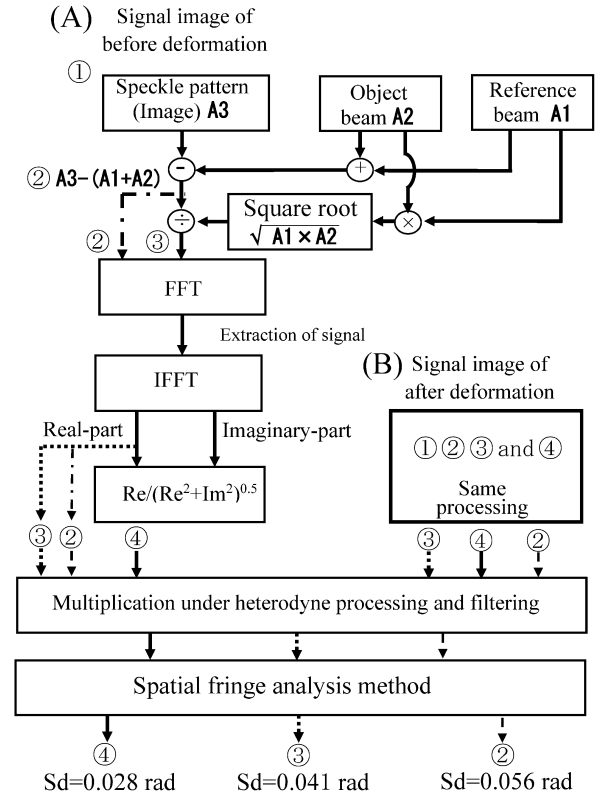 (A) Signal image of
before deformation
①
Speckle pattern
(Image) A3
Object
beam A2
Reference
beam A1
-
+
② A3-(A1+A2)
÷
Square root
√A1×A2
×
②
③
FFT
Extraction of signal
IFFT
(B) Signal image of
after deformation
Real-part
Imaginary-part
① ② ③ and ④
Same
processing
Re/(Re²+Im²)⁰·⁵
③ ② ④
③ ④ ②
Multiplication under heterodyne processing and filtering
Spatial fringe analysis method
④ ③ ②
Sd=0.028 rad
Sd=0.041 rad
Sd=0.056 rad